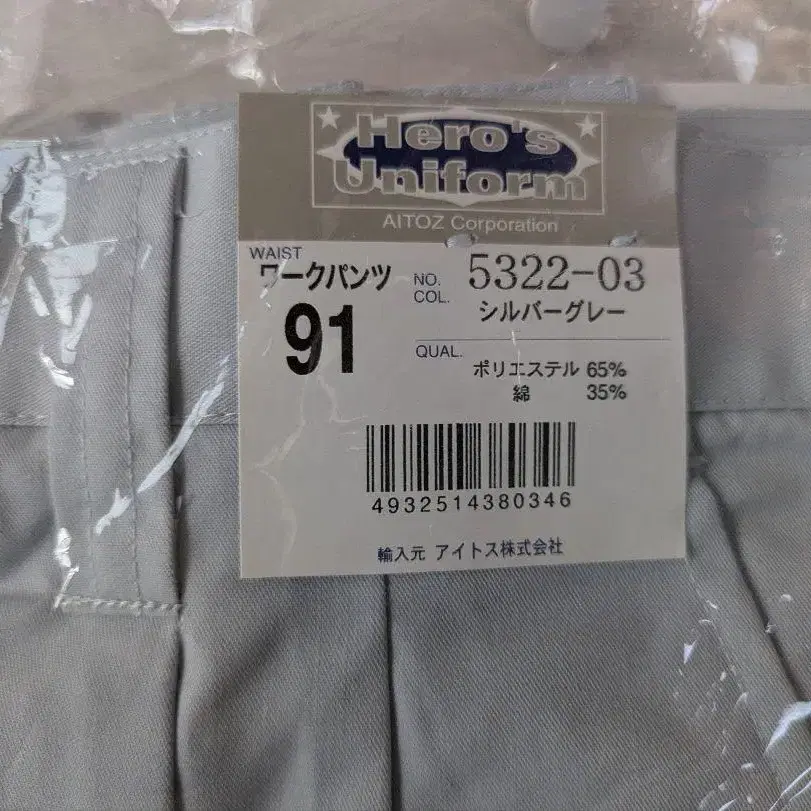 Hero's
Uniform
AITOZ Corporation
WAIST
ワークパンツ
91
NO. 5322-03
COL. シルバーグレー
QUAL.
ポリエステル 65%
綿 35%
4932514380346
輸入元 アイトス株式会社